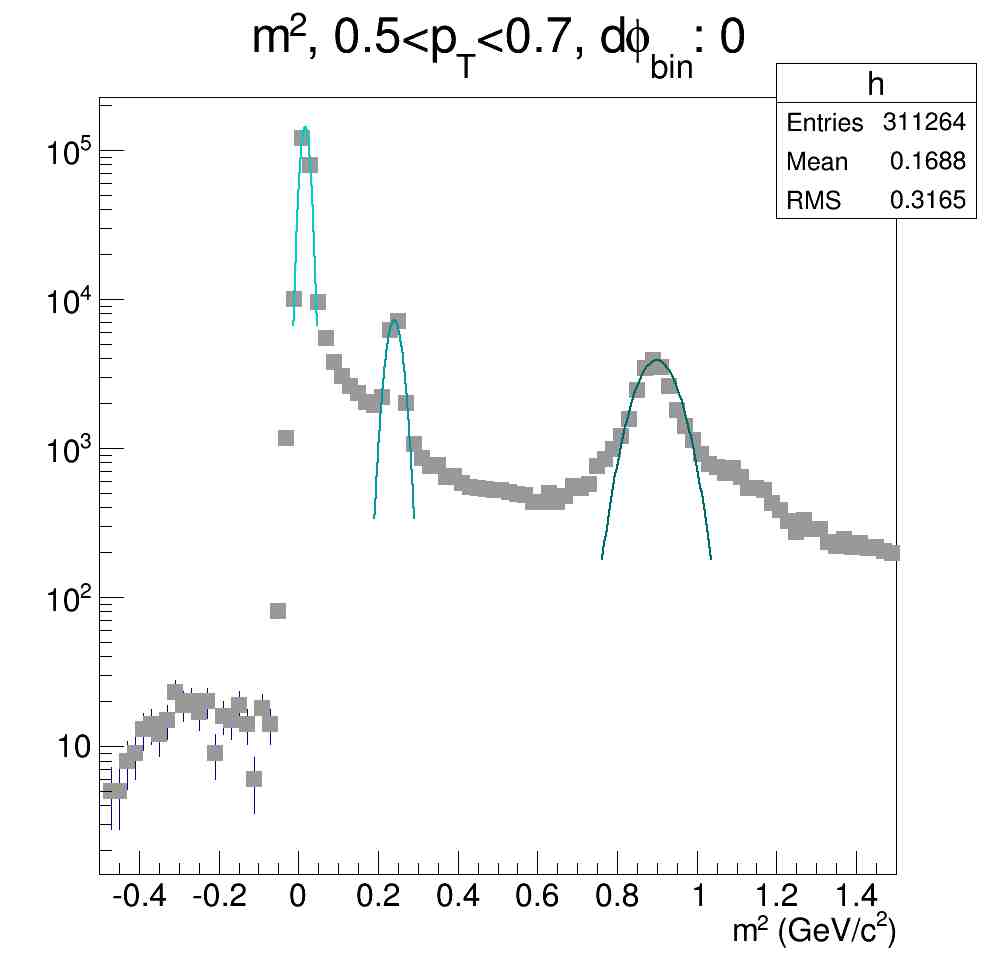 m², 0.5<p_T<0.7, dϕ_bin: 0
h
Entries 311264
Mean 0.1688
RMS 0.3165
10⁵
10⁴
10³
10²
10
-0.4 -0.2 0 0.2 0.4 0.6 0.8 1 1.2 1.4
m² (GeV/c²)